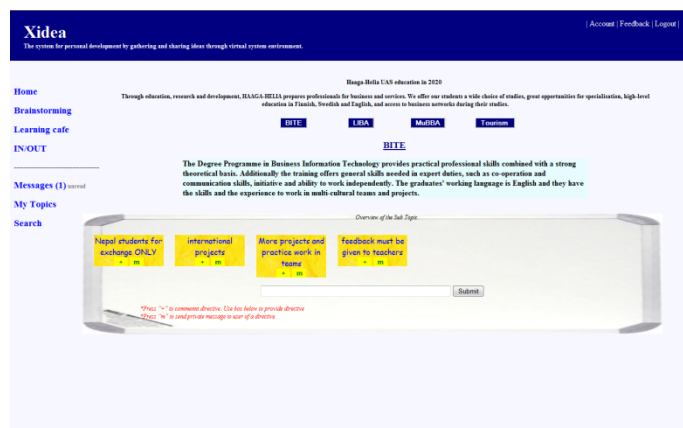 Xidea
The system for personal development by gathering and sharing ideas through virtual system environment.
| Account | Feedback | Logout |
Home
Brainstorming
Learning cafe
IN/OUT
Messages (1) unread
My Topics
Search
Haaga-Helia UAS education in 2020
Through education, research and development, HAAGA-HELIA prepares professionals for business and services. We offer our students a wide choice of studies, great opportunities for specialisation, high-level
education in Finnish, Swedish and English, and access to business networks during their studies.
BITE LIBA MuBBA Tourism
BITE
The Degree Programme in Business Information Technology provides practical professional skills combined with a strong
theoretical basis. Additionally the training offers general skills needed in expert duties, such as co-operation and
communication skills, initiative and ability to work independently. The graduates' working language is English and they have
the skills and the experience to work in multi-cultural teams and projects.
Overview of the Sub Topic
Nepal students for
exchange ONLY
+ m
international
projects
+ m
More projects and
practice work in
teams
+ m
feedback must be
given to teachers
+ m
Submit
*Press "+" to comments directive. Use box below to provide directive
*Press "m" to send private message to user of a directive.